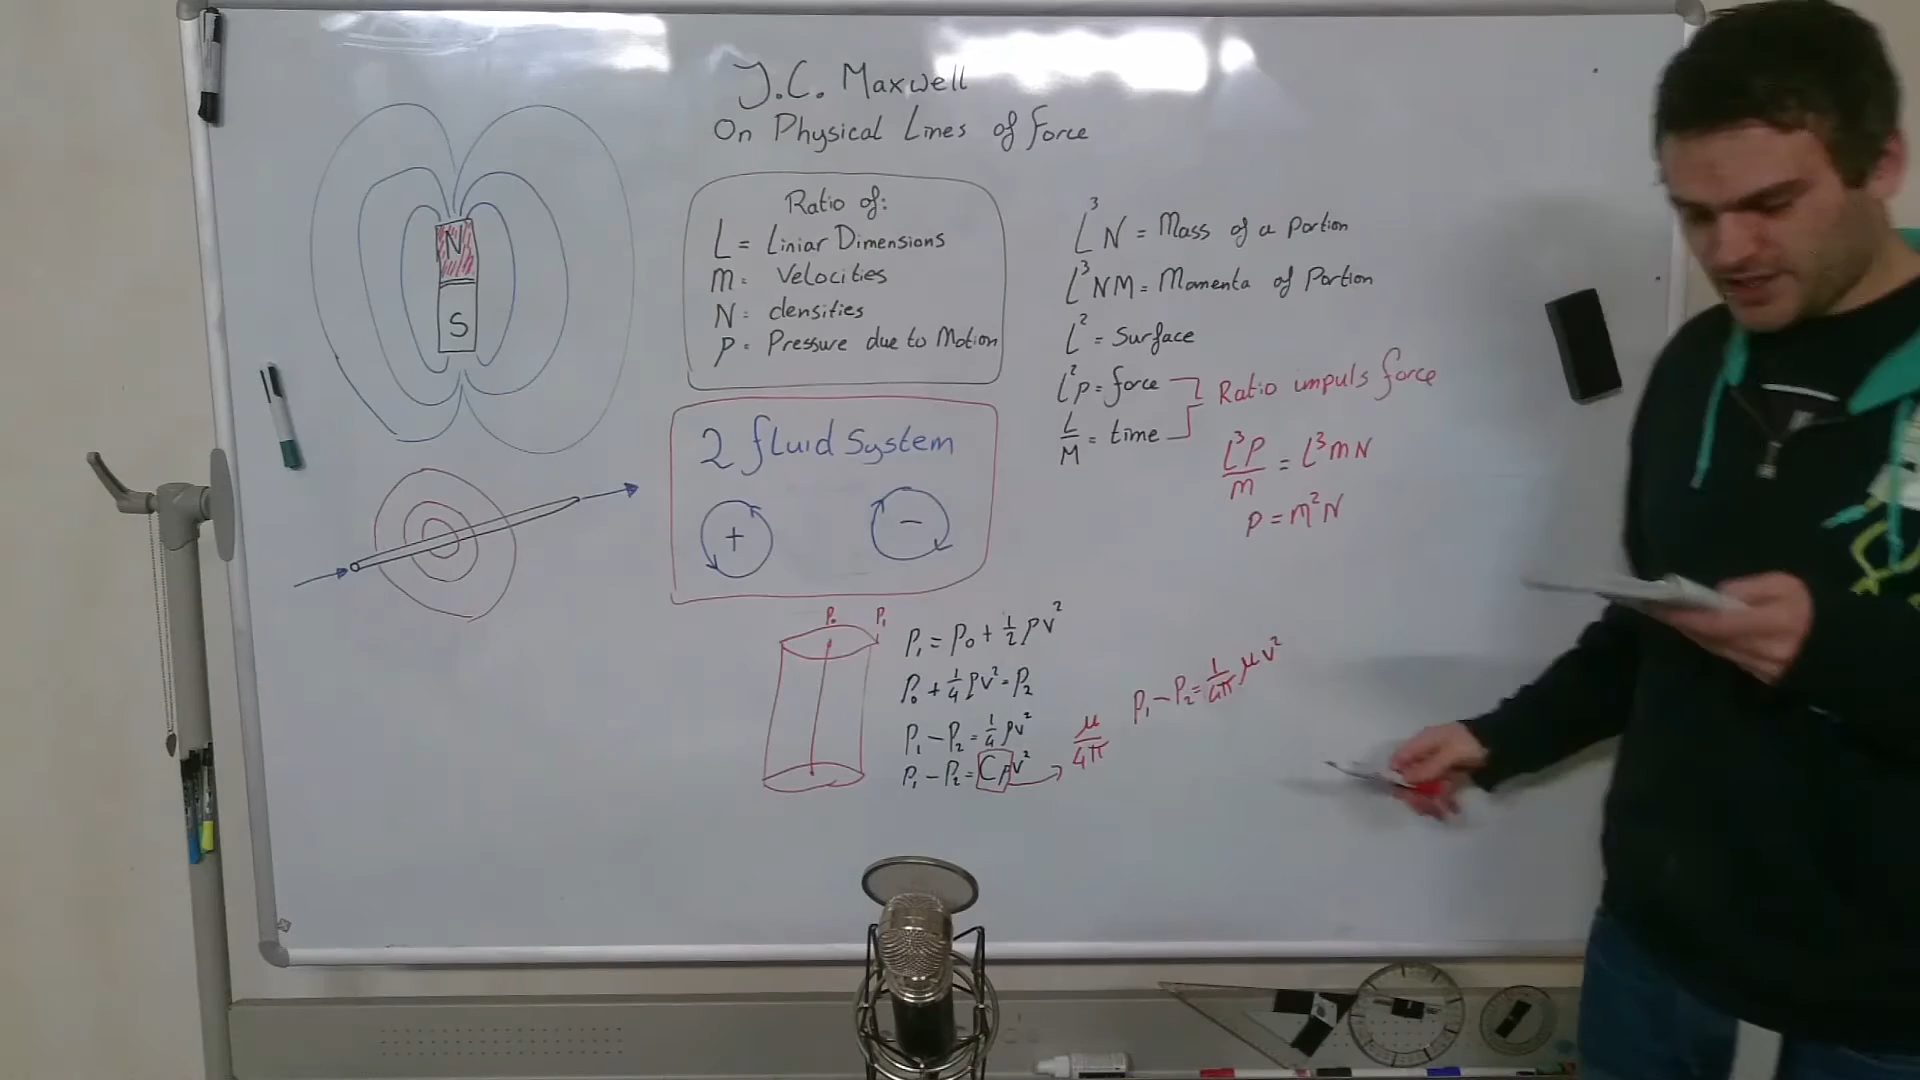 J.C. Maxwell
On Physical Lines of force
N
S
Ratio of:
L = Liniar Dimensions
m = Velocities
N = densities
P = Pressure due to Motion
2 fluid System
+
−
L³N = Mass of a portion
L³NM = Momenta of Portion
L² = Surface
L²P = force
L/M = time
Ratio impuls force
L³P/m = L³mN
P = m²N
P₀ P₁
P₁ = P₀ + ½ρv²
P₀ + ¼ρv² = P₂
P₁ − P₂ = ¼ρv²
P₁ − P₂ = Cρv²
μ/4π
P₁ − P₂ = 1/4π μv²